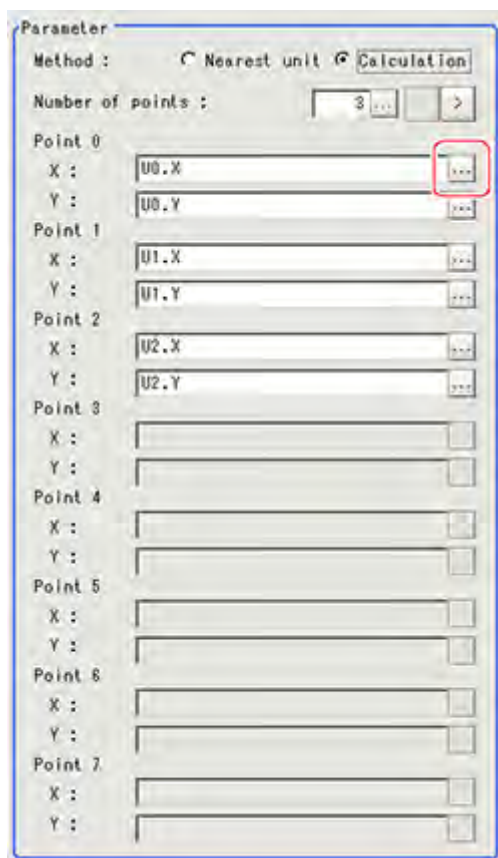 Parameter
Method : Nearest unit Calculation
Number of points : 3 ... >
Point 0
X : U0.X ...
Y : U0.Y ...
Point 1
X : U1.X ...
Y : U1.Y ...
Point 2
X : U2.X ...
Y : U2.Y ...
Point 3
X :
Y :
Point 4
X :
Y :
Point 5
X :
Y :
Point 6
X :
Y :
Point 7
X :
Y :